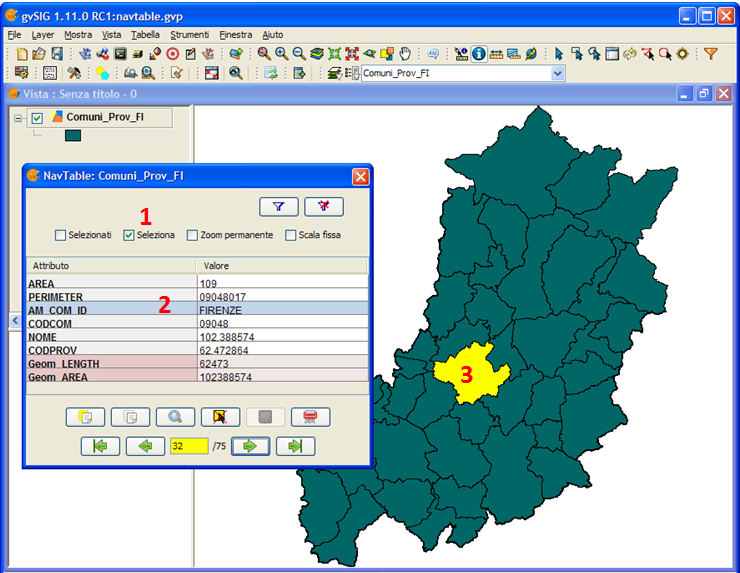 gvSIG 1.11.0 RC1:navtable.gvp
File Layer Mostra Vista Tabella Strumenti Finestra Aiuto
Comuni_Prov_FI
Vista : Senza titolo - 0
Comuni_Prov_FI
NavTable: Comuni_Prov_FI
1
Selezionati Seleziona Zoom permanente Scala fissa
Attributo Valore
AREA 109
PERIMETER 09048017
2
AM_COM_ID FIRENZE
CODCOM 09048
NOME 102.388574
CODPROV 62.472864
Geom_LENGTH 62473
Geom_AREA 102388574
3
32 /75